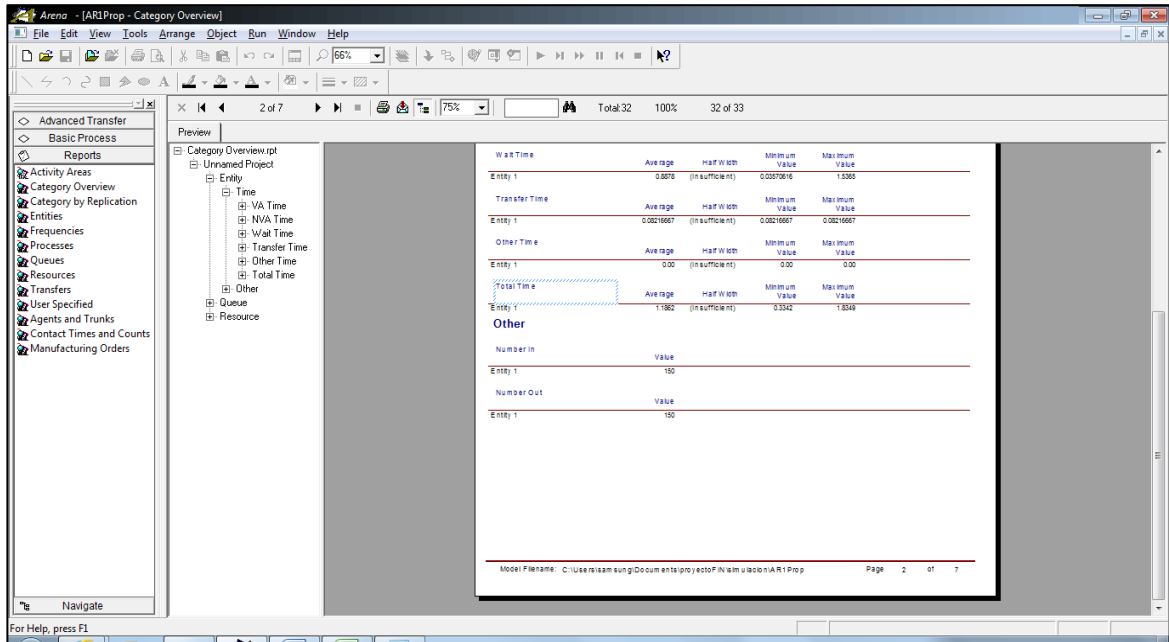 Arena - [AR1Prop - Category Overview]
File Edit View Tools Arrange Object Run Window Help
66%
2 of 7 75% Total:32 100% 32 of 33
Advanced Transfer
Basic Process
Reports
Activity Areas
Category Overview
Category by Replication
Entities
Frequencies
Processes
Queues
Resources
Transfers
User Specified
Agents and Trunks
Contact Times and Counts
Manufacturing Orders
Navigate
Preview
Category Overview.rpt
Unnamed Project
Entity
Time
VA Time
NVA Time
Wait Time
Transfer Time
Other Time
Total Time
Other
Queue
Resource
Wait Time
Average Half Width Minimum Value Maximum Value
Entity 1 0.8878 (Insufficient) 0.03570616 1.5365
Transfer Time
Average Half Width Minimum Value Maximum Value
Entity 1 0.08216667 (Insufficient) 0.08216667 0.08216667
Other Time
Average Half Width Minimum Value Maximum Value
Entity 1 0.00 (Insufficient) 0.00 0.00
Total Time
Average Half Width Minimum Value Maximum Value
Entity 1 1.1862 (Insufficient) 0.3342 1.8349
Other
Number In
Value
Entity 1 150
Number Out
Value
Entity 1 150
Model Filename: C:\Users\samsung\Documents\proyectoFIN\simulacion\AR1Prop Page 2 of 7
For Help, press F1